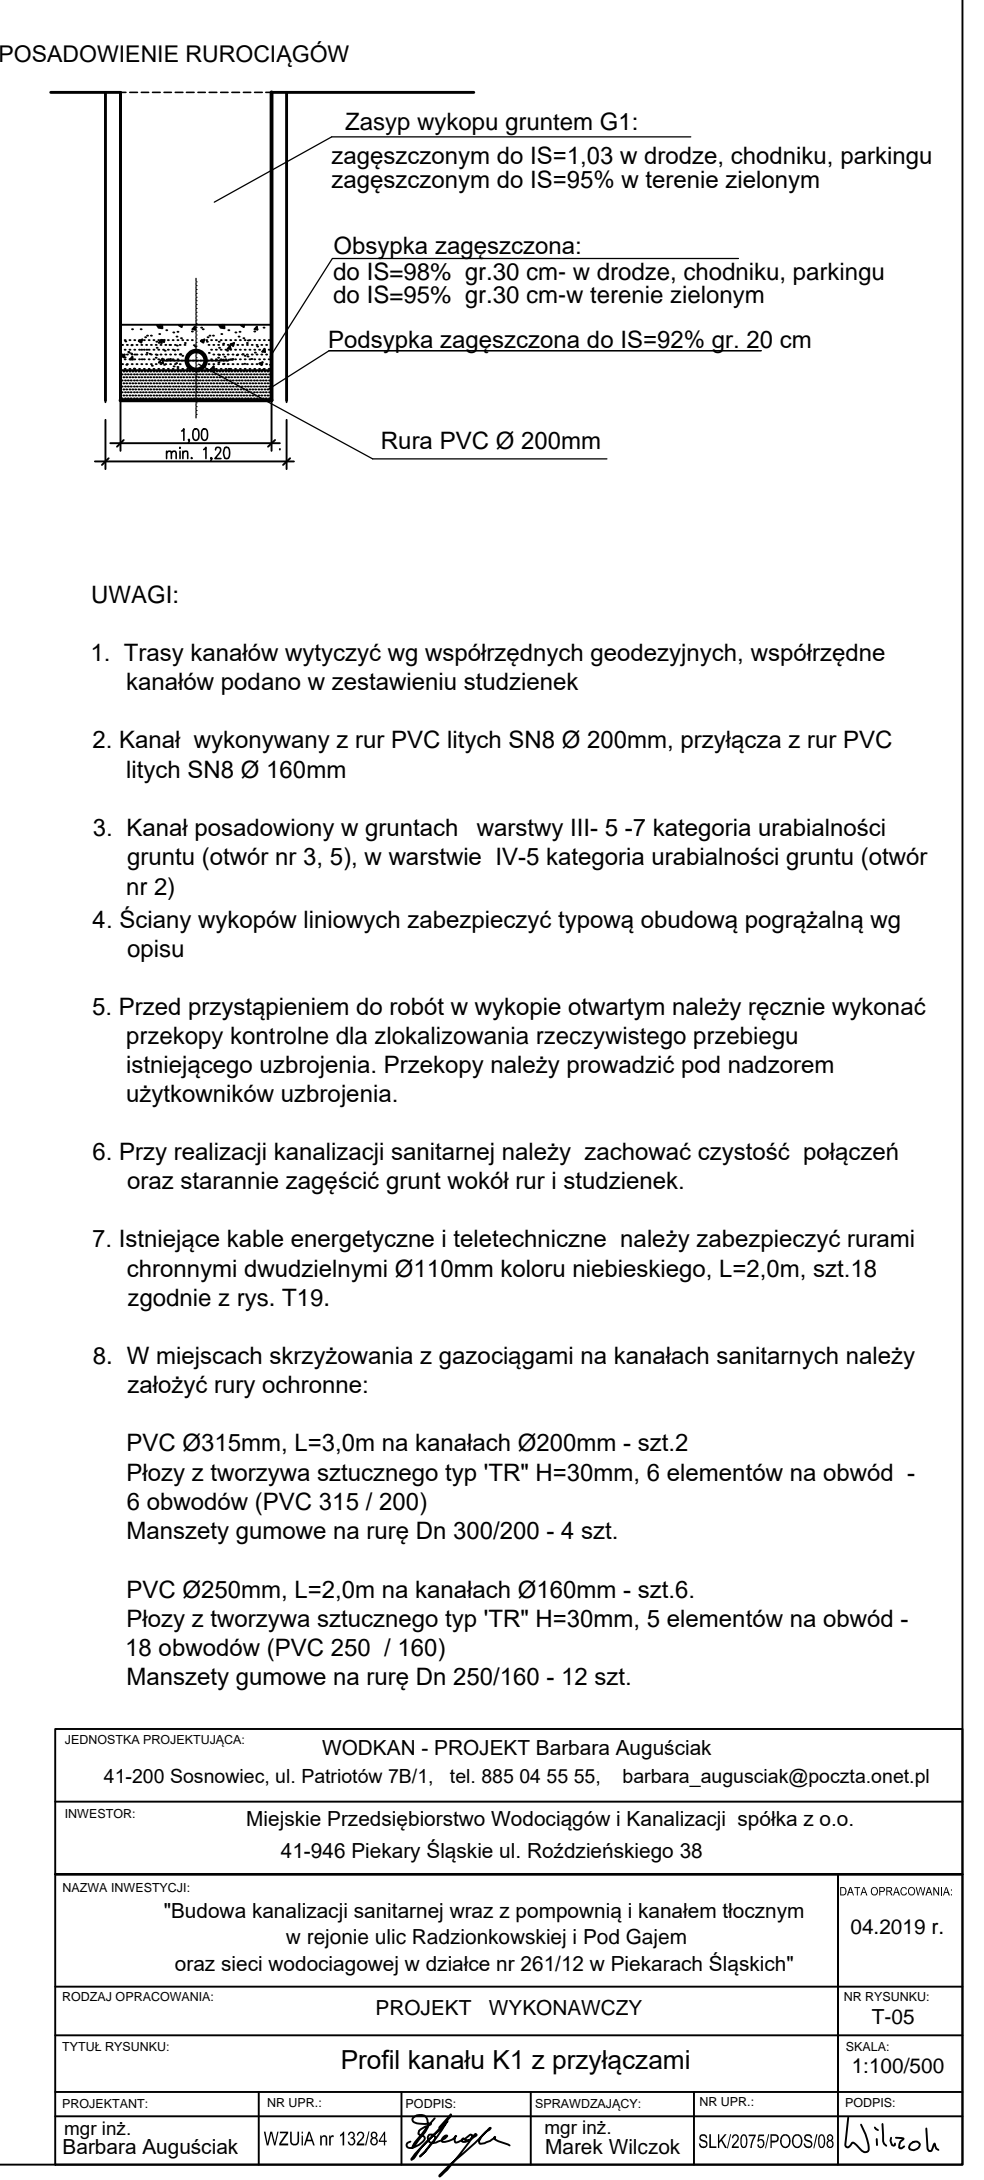 POSADOWIENIE RUROCIĄGÓW
Zasyp wykopu gruntem G1:
zagęszczonym do IS=1,03 w drodze, chodniku, parkingu
zagęszczonym do IS=95% w terenie zielonym
Obsypka zagęszczona:
do IS=98% gr.30 cm- w drodze, chodniku, parkingu
do IS=95% gr.30 cm-w terenie zielonym
Podsypka zagęszczona do IS=92% gr. 20 cm
Rura PVC Ø 200mm
1,00
min. 1,20
UWAGI:
1. Trasy kanałów wytyczyć wg współrzędnych geodezyjnych, współrzędne
kanałów podano w zestawieniu studzienek
2. Kanał wykonywany z rur PVC litych SN8 Ø 200mm, przyłącza z rur PVC
litych SN8 Ø 160mm
3. Kanał posadowiony w gruntach warstwy III- 5 -7 kategoria urabialności
gruntu (otwór nr 3, 5), w warstwie IV-5 kategoria urabialności gruntu (otwór
nr 2)
4. Ściany wykopów liniowych zabezpieczyć typową obudową pogrążalną wg
opisu
5. Przed przystąpieniem do robót w wykopie otwartym należy ręcznie wykonać
przekopy kontrolne dla zlokalizowania rzeczywistego przebiegu
istniejącego uzbrojenia. Przekopy należy prowadzić pod nadzorem
użytkowników uzbrojenia.
6. Przy realizacji kanalizacji sanitarnej należy zachować czystość połączeń
oraz starannie zagęścić grunt wokół rur i studzienek.
7. Istniejące kable energetyczne i teletechniczne należy zabezpieczyć rurami
chronnymi dwudzielnymi Ø110mm koloru niebieskiego, L=2,0m, szt.18
zgodnie z rys. T19.
8. W miejscach skrzyżowania z gazociągami na kanałach sanitarnych należy
założyć rury ochronne:
PVC Ø315mm, L=3,0m na kanałach Ø200mm - szt.2
Płozy z tworzywa sztucznego typ 'TR" H=30mm, 6 elementów na obwód -
6 obwodów (PVC 315 / 200)
Manszety gumowe na rurę Dn 300/200 - 4 szt.
PVC Ø250mm, L=2,0m na kanałach Ø160mm - szt.6.
Płozy z tworzywa sztucznego typ 'TR" H=30mm, 5 elementów na obwód -
18 obwodów (PVC 250 / 160)
Manszety gumowe na rurę Dn 250/160 - 12 szt.
JEDNOSTKA PROJEKTUJĄCA:
WODKAN - PROJEKT Barbara Auguściak
41-200 Sosnowiec, ul. Patriotów 7B/1, tel. 885 04 55 55, barbara_augusciak@poczta.onet.pl
INWESTOR:
Miejskie Przedsiębiorstwo Wodociągów i Kanalizacji spółka z o.o.
41-946 Piekary Śląskie ul. Roździeńskiego 38
NAZWA INWESTYCJI:
"Budowa kanalizacji sanitarnej wraz z pompownią i kanałem tłocznym
w rejonie ulic Radzionkowskiej i Pod Gajem
oraz sieci wodociagowej w działce nr 261/12 w Piekarach Śląskich"
DATA OPRACOWANIA:
04.2019 r.
RODZAJ OPRACOWANIA:
PROJEKT WYKONAWCZY
NR RYSUNKU:
T-05
TYTUŁ RYSUNKU:
Profil kanału K1 z przyłączami
SKALA:
1:100/500
PROJEKTANT:
mgr inż.
Barbara Auguściak
NR UPR.:
WZUiA nr 132/84
PODPIS:
SPRAWDZAJĄCY:
mgr inż.
Marek Wilczok
NR UPR.:
SLK/2075/POOS/08
PODPIS:
Wilczok